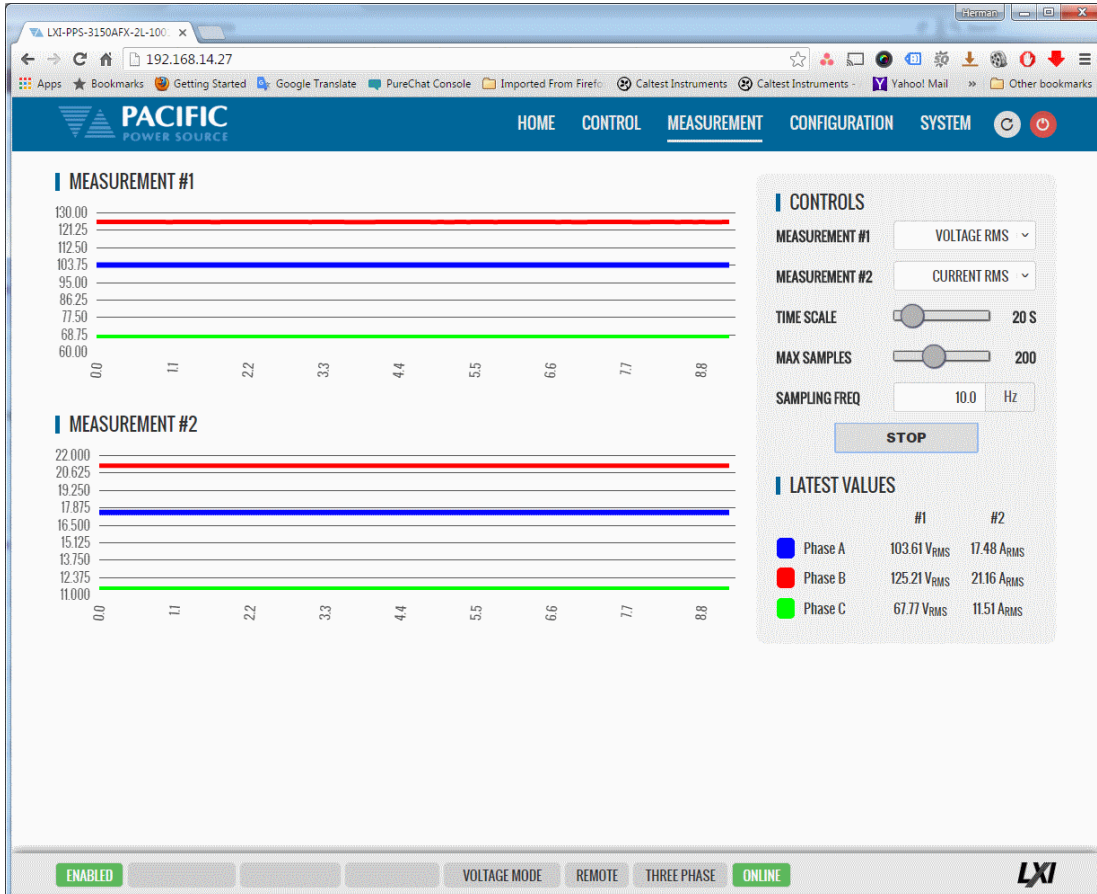 Herman
LXI-PPS-3150AFX-2L-100
192.168.14.27
Apps Bookmarks Getting Started Google Translate PureChat Console Imported From Firefo Caltest Instruments Caltest Instruments - Yahoo! Mail » Other bookmarks
PACIFIC
POWER SOURCE
HOME CONTROL MEASUREMENT CONFIGURATION SYSTEM
MEASUREMENT #1
130.00
121.25
112.50
103.75
95.00
86.25
77.50
68.75
60.00
0.0 1.1 2.2 3.3 4.4 5.5 6.6 7.7 8.8
MEASUREMENT #2
22.000
20.625
19.250
17.875
16.500
15.125
13.750
12.375
11.000
0.0 1.1 2.2 3.3 4.4 5.5 6.6 7.7 8.8
CONTROLS
MEASUREMENT #1 VOLTAGE RMS
MEASUREMENT #2 CURRENT RMS
TIME SCALE 20 S
MAX SAMPLES 200
SAMPLING FREQ 10.0 Hz
STOP
LATEST VALUES
#1 #2
Phase A 103.61 VRMS 17.48 ARMS
Phase B 125.21 VRMS 21.16 ARMS
Phase C 67.77 VRMS 11.51 ARMS
ENABLED VOLTAGE MODE REMOTE THREE PHASE ONLINE
LXI